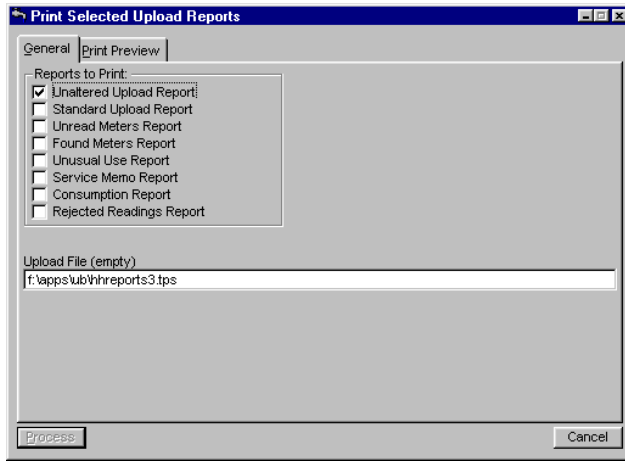 Print Selected Upload Reports
General Print Preview
Reports to Print:
Unaltered Upload Report
Standard Upload Report
Unread Meters Report
Found Meters Report
Unusual Use Report
Service Memo Report
Consumption Report
Rejected Readings Report
Upload File (empty)
f:\apps\ub\hhreports3.tps
Process Cancel